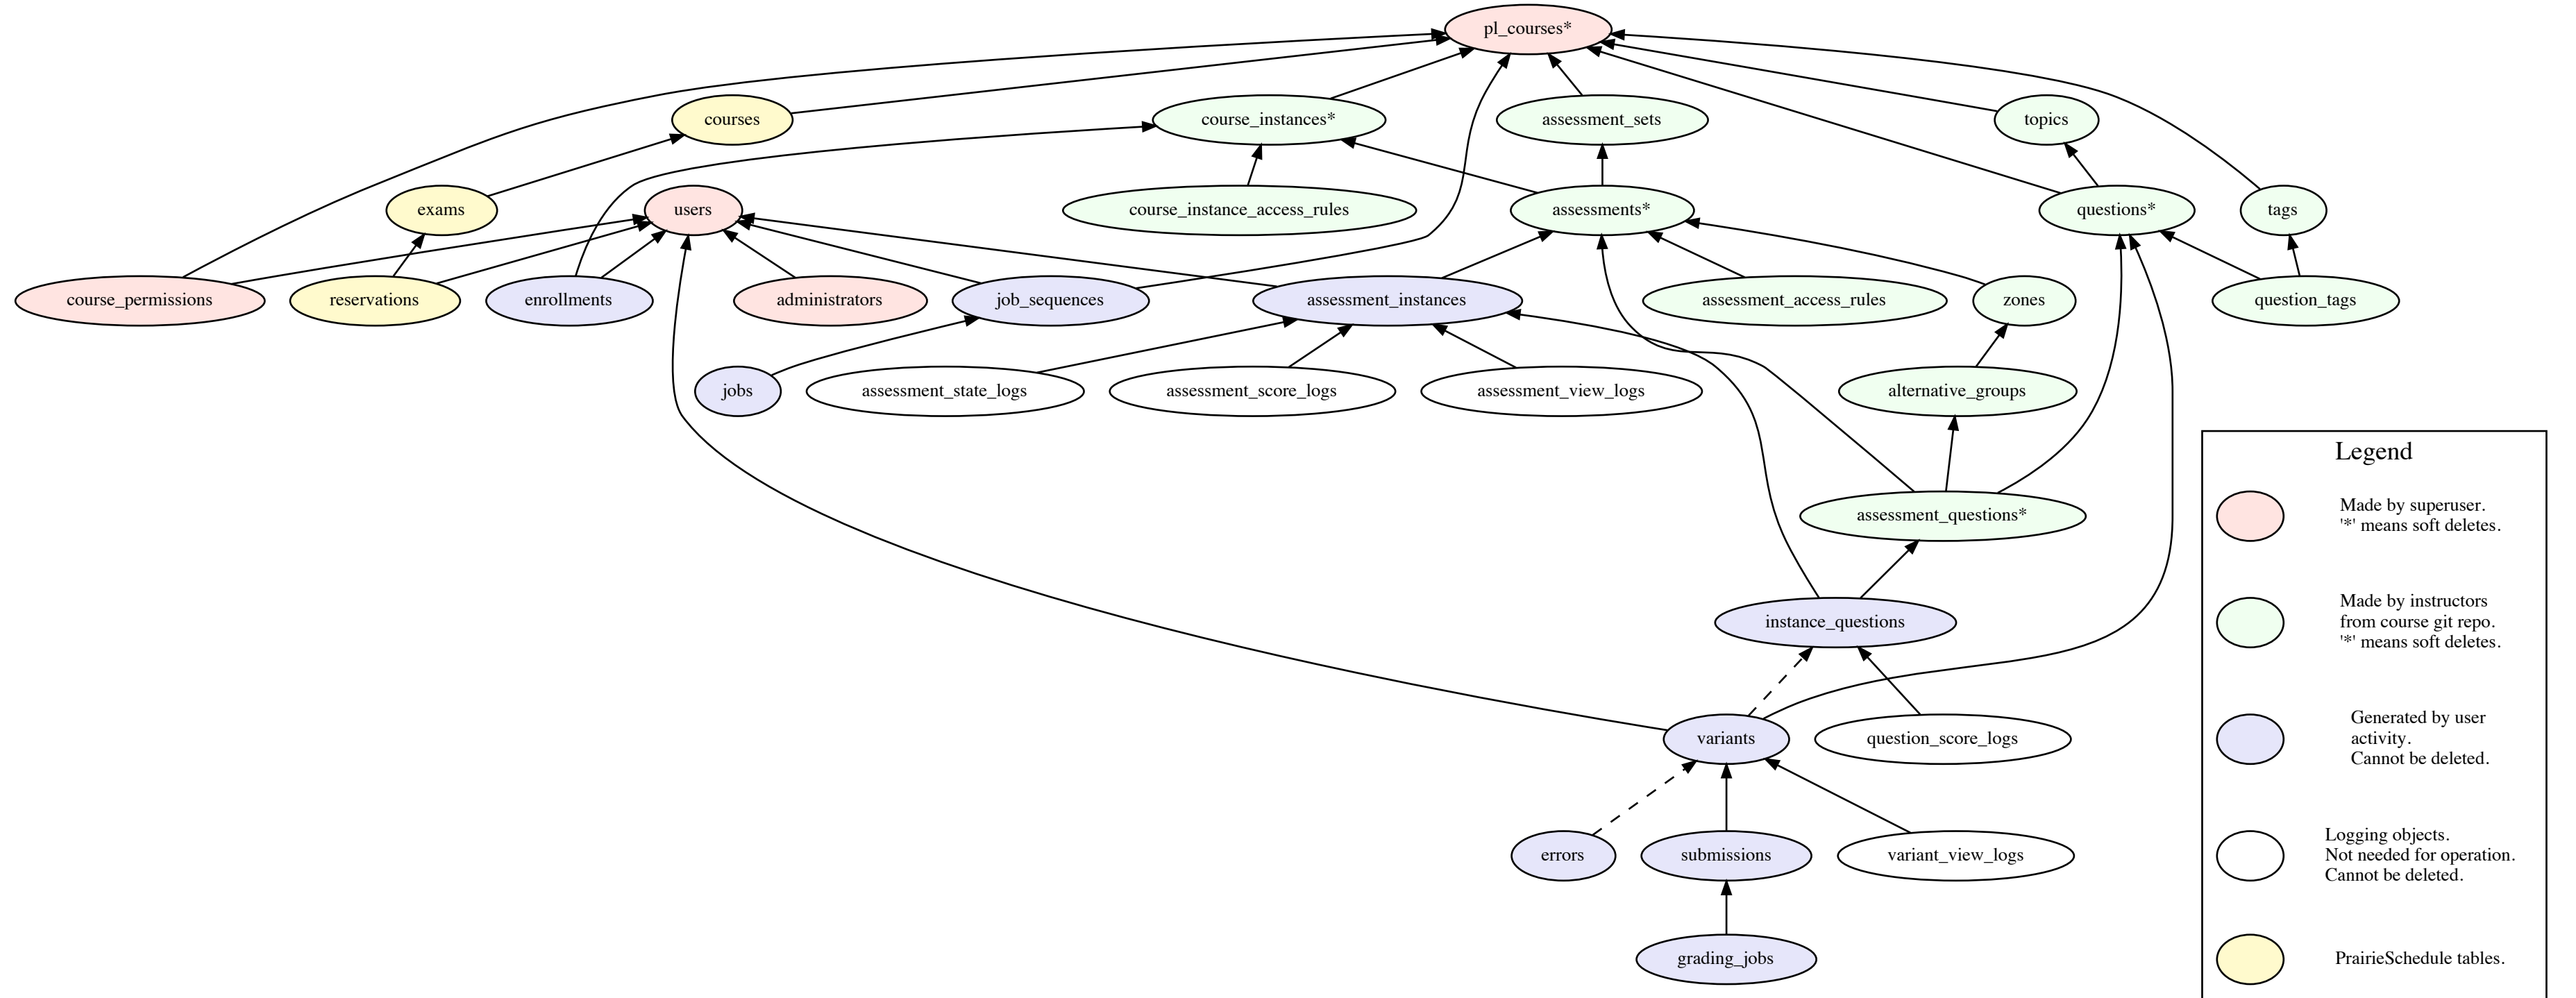 pl_courses*
courses
course_instances*
assessment_sets
topics
exams
users
course_instance_access_rules
assessments*
questions*
tags
course_permissions
reservations
enrollments
administrators
job_sequences
assessment_instances
assessment_access_rules
zones
question_tags
jobs
assessment_state_logs
assessment_score_logs
assessment_view_logs
alternative_groups
assessment_questions*
instance_questions
variants
question_score_logs
errors
submissions
variant_view_logs
grading_jobs
Legend
Made by superuser.
'*' means soft deletes.
Made by instructors
from course git repo.
'*' means soft deletes.
Generated by user
activity.
Cannot be deleted.
Logging objects.
Not needed for operation.
Cannot be deleted.
PrairieSchedule tables.